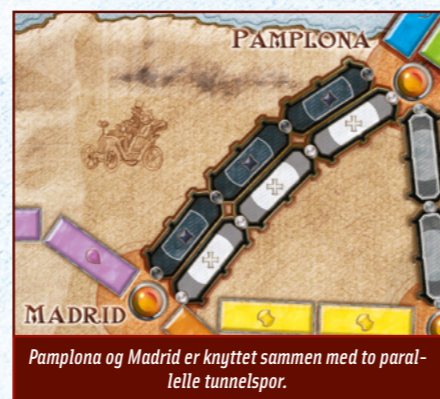 PAMPLONA
MADRID
Pamplona og Madrid er knyttet sammen med to paral-
lelle tunnelspor.